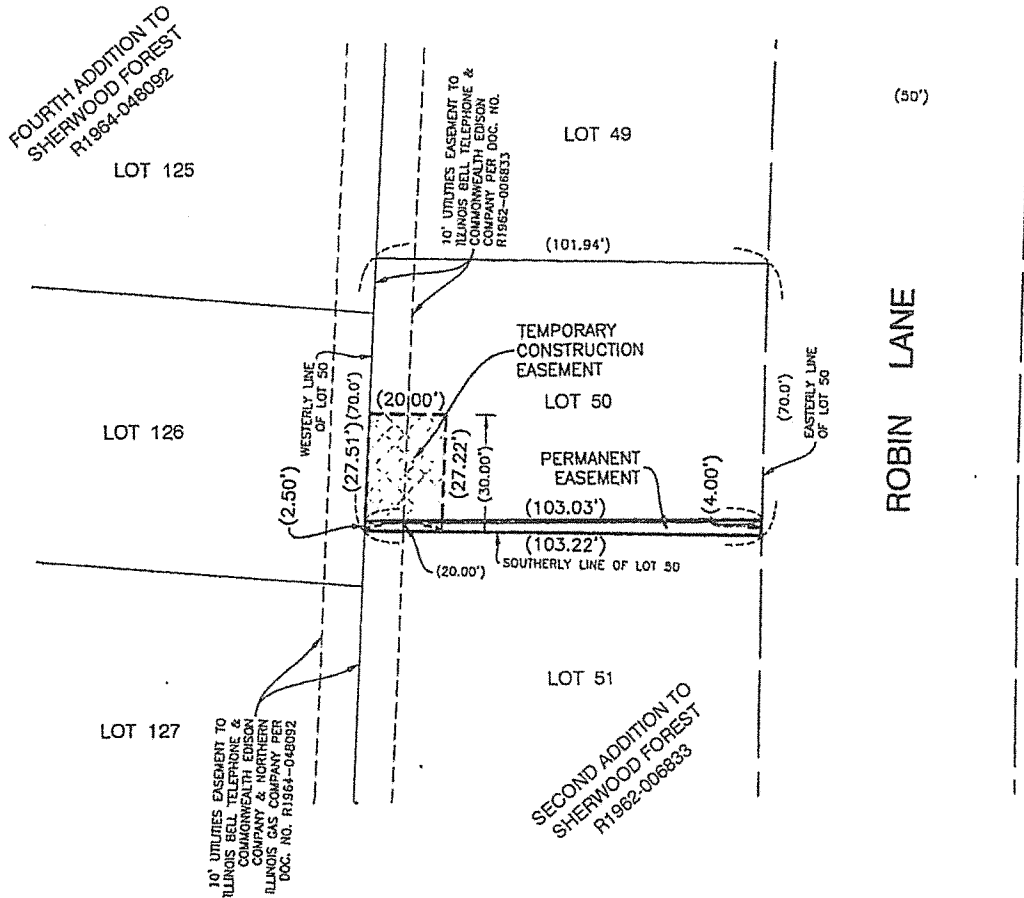 FOURTH ADDITION TO
SHERWOOD FOREST
R1964-048092
LOT 125
10' UTILITIES EASEMENT TO
ILLINOIS BELL TELEPHONE &
COMMONWEALTH EDISON
COMPANY PER DOC. NO.
R1962-006833
LOT 49
(50')
(101.94')
TEMPORARY
CONSTRUCTION
EASEMENT
WESTERLY LINE
OF LOT 50
(70.0')
(20.00')
LOT 50
(70.0')
EASTERLY LINE
OF LOT 50
ROBIN LANE
LOT 126
(27.51')
(27.22')
(30.00')
PERMANENT
EASEMENT
(4.00')
(2.50')
(103.03')
(103.22')
SOUTHERLY LINE OF LOT 50
(20.00')
LOT 51
LOT 127
SECOND ADDITION TO
SHERWOOD FOREST
R1962-006833
10' UTILITIES EASEMENT TO
ILLINOIS BELL TELEPHONE &
COMMONWEALTH EDISON
COMPANY & NORTHERN
ILLINOIS GAS COMPANY PER
DOC. NO. R1964-048092